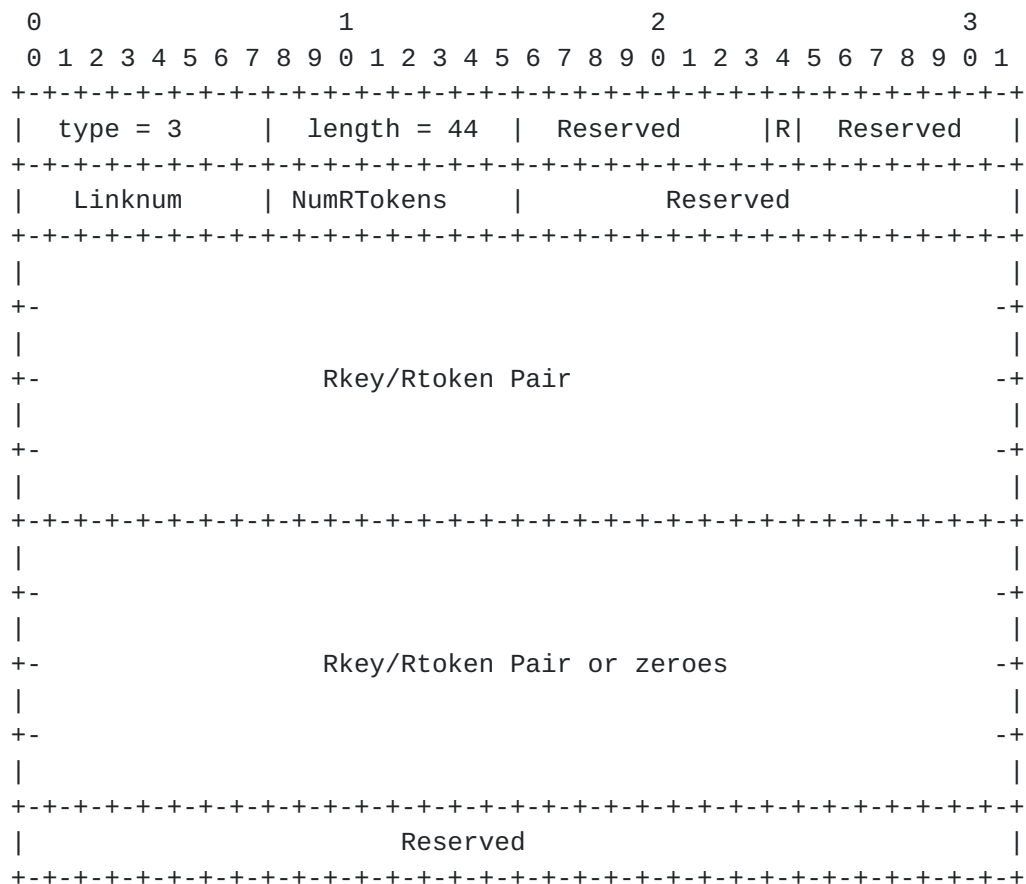 0                   1                   2                   3
 0 1 2 3 4 5 6 7 8 9 0 1 2 3 4 5 6 7 8 9 0 1 2 3 4 5 6 7 8 9 0 1
+-+-+-+-+-+-+-+-+-+-+-+-+-+-+-+-+-+-+-+-+-+-+-+-+-+-+-+-+-+-+-+-+
|  type = 3     |  length = 44  |  Reserved     |R|  Reserved   |
+-+-+-+-+-+-+-+-+-+-+-+-+-+-+-+-+-+-+-+-+-+-+-+-+-+-+-+-+-+-+-+-+
|   Linknum     | NumRTokens    |         Reserved              |
+-+-+-+-+-+-+-+-+-+-+-+-+-+-+-+-+-+-+-+-+-+-+-+-+-+-+-+-+-+-+-+-+
|                                                               |
+-                                                             -+
|                                                               |
+-                  Rkey/Rtoken Pair                           -+
|                                                               |
+-                                                             -+
|                                                               |
+-+-+-+-+-+-+-+-+-+-+-+-+-+-+-+-+-+-+-+-+-+-+-+-+-+-+-+-+-+-+-+-+
|                                                               |
+-                                                             -+
|                                                               |
+-                  Rkey/Rtoken Pair or zeroes                 -+
|                                                               |
+-                                                             -+
|                                                               |
+-+-+-+-+-+-+-+-+-+-+-+-+-+-+-+-+-+-+-+-+-+-+-+-+-+-+-+-+-+-+-+-+
|                        Reserved                               |
+-+-+-+-+-+-+-+-+-+-+-+-+-+-+-+-+-+-+-+-+-+-+-+-+-+-+-+-+-+-+-+-+